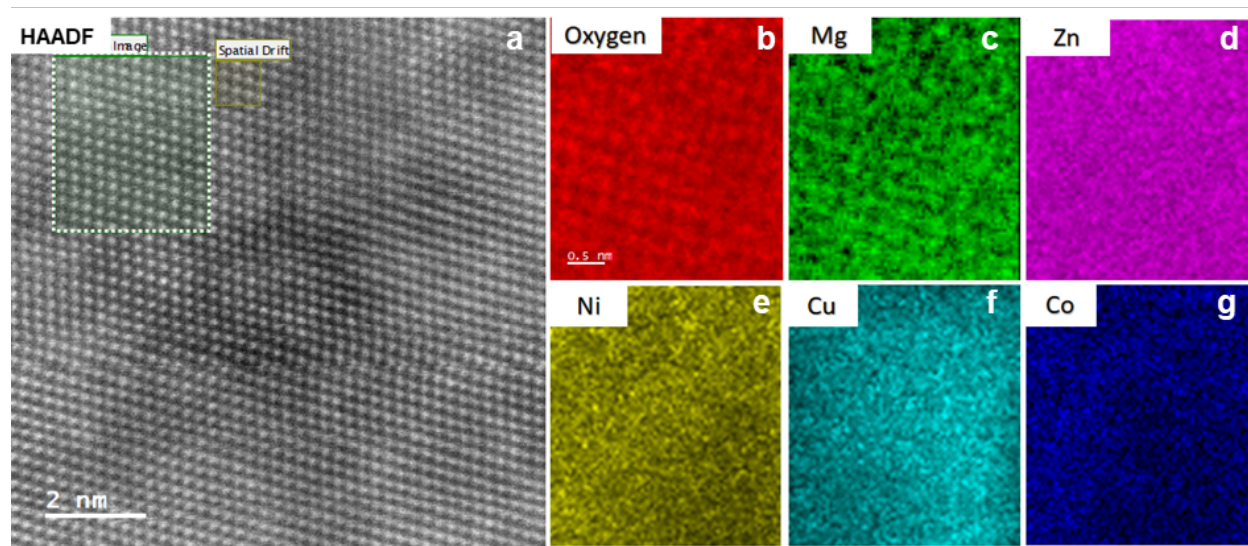 HAADF
Image
Spatial Drift
a
2 nm
Oxygen
b
0.5 nm
Mg
c
Zn
d
Ni
e
Cu
f
Co
g